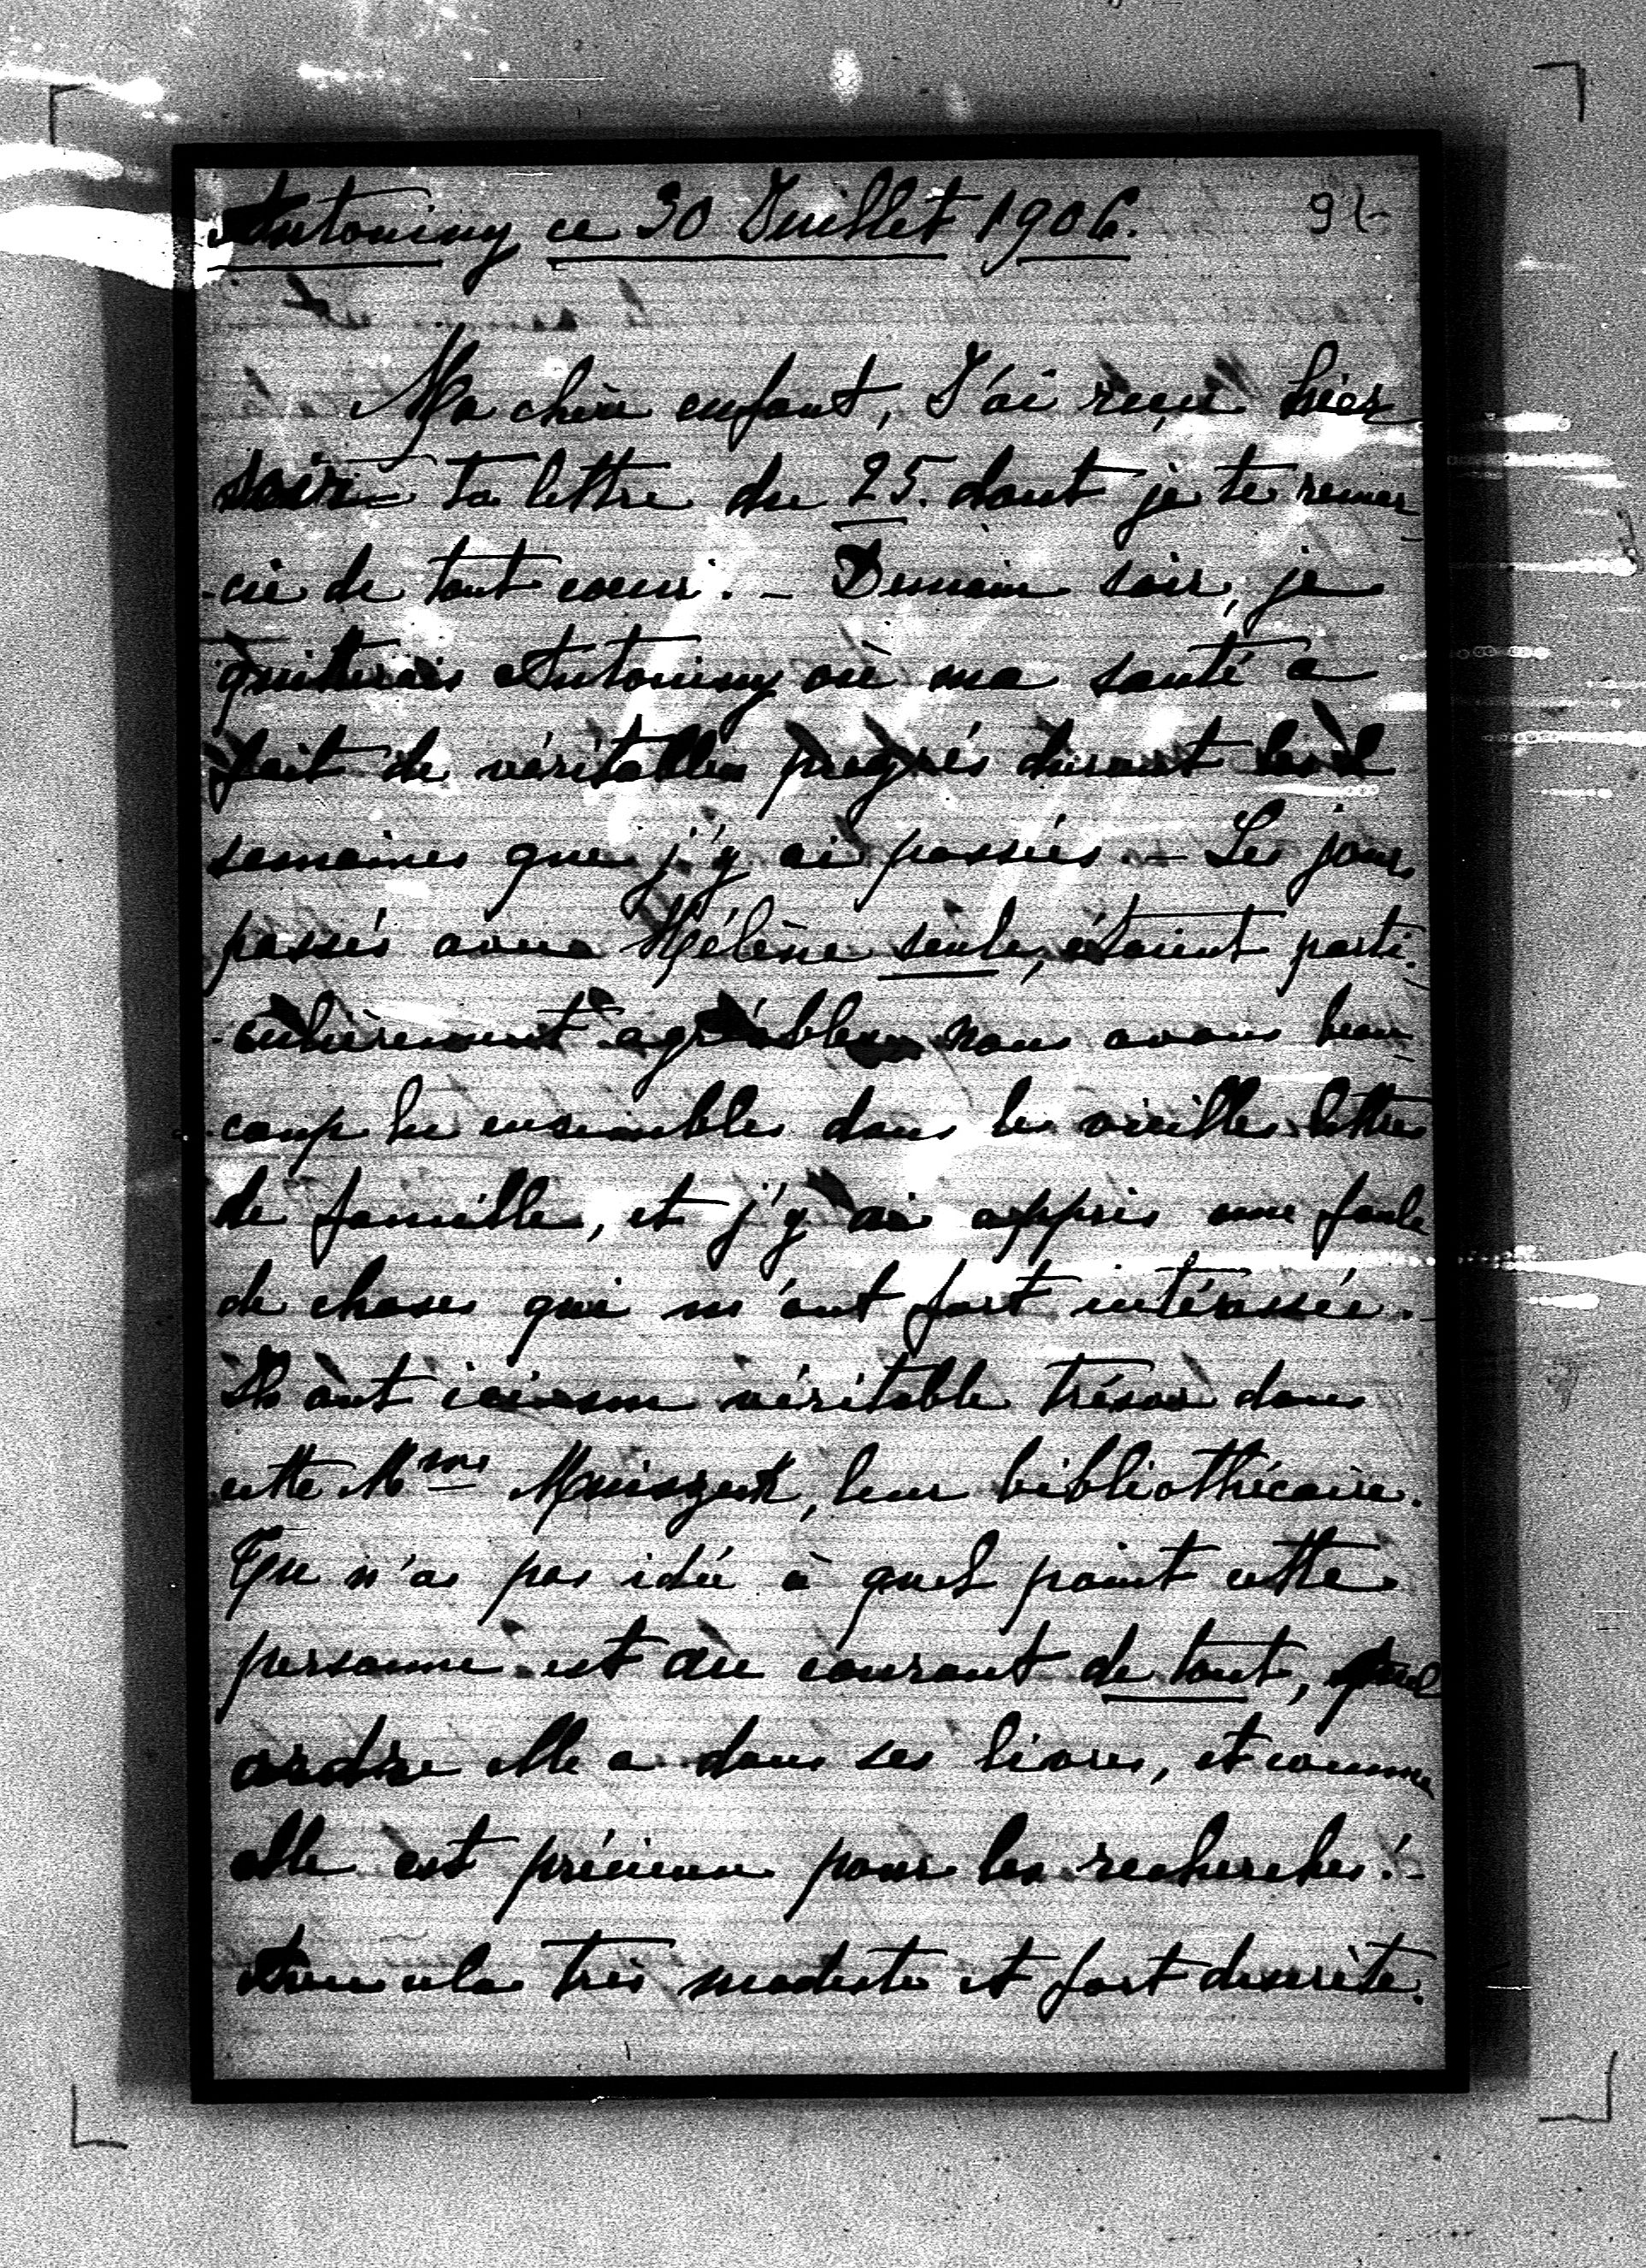 Antoniny ce 30 Juillet 1906.
Ma chère enfant, J'ai reçu hier
soir ta lettre du 25. dont je te remer-
-cie de tout coeur. - Demain soir, je
quitterais Antoniny où ma santé a
fait de véritables progrès durant les
semaines que j'y ai passées. - Les jours
passés avec Hélène seule, étaient parti-
-culièrement agréables nous avons beau-
-coup lu ensemble dans les vieilles lettres
de famille, et j'y ai appris une foule
de choses qui m'ont fort intéressée. -
Ils ont ici un véritable trésor dans
cette Mme leur bibliothécaire.
Tu n'as pas idée à quel point cette
personne est au courant de tout, quel
ordre elle a dans ses livres, et comme
elle est précieuse pour les recherches! -
Avec cela très modeste et fort discrète.